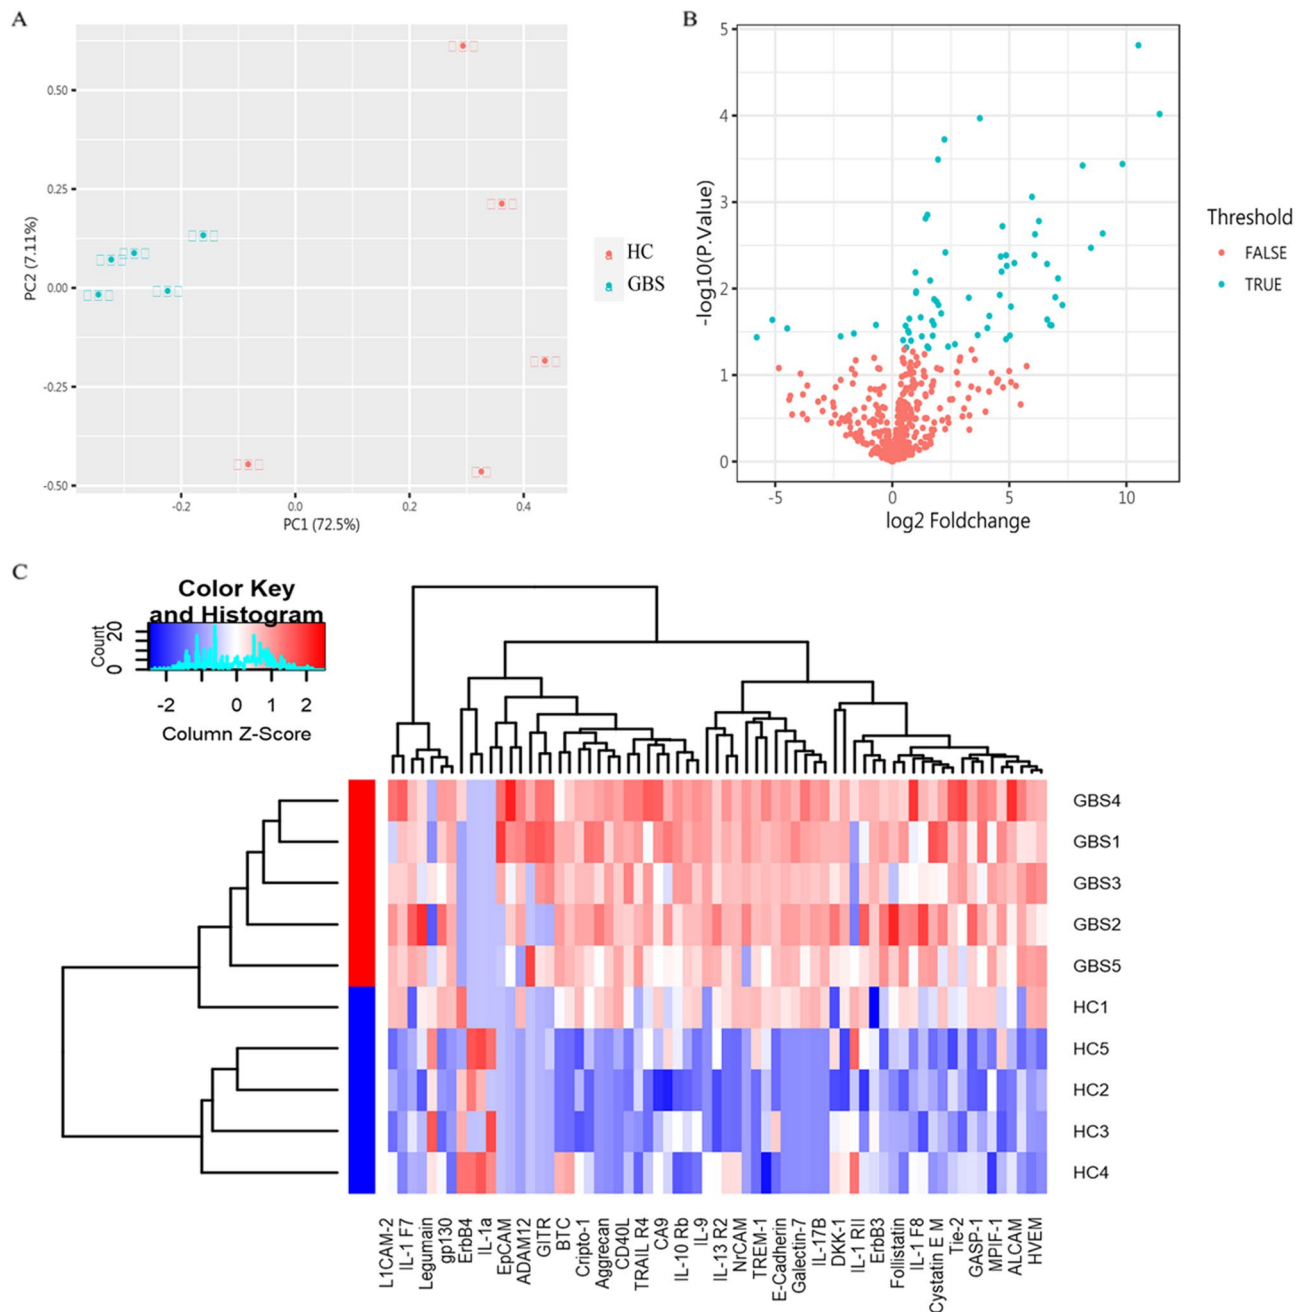 A
0.50
0.25
0.00
-0.25
-0.50
PC2 (7.11%)
-0.2
0.0
0.2
0.4
PC1 (72.5%)
HC
GBS
B
5
4
3
2
1
0
-log10(P.Value)
-5
0
5
10
log2 Foldchange
Threshold
FALSE
TRUE
C
Color Key
and Histogram
Count
20
0
-2
0
1
2
Column Z-Score
GBS4
GBS1
GBS3
GBS2
GBS5
HC1
HC5
HC2
HC3
HC4
L1CAM-2
IL-1 F7
Legumain
gp130
ErbB4
IL-1a
EpCAM
ADAM12
GITR
BTC
Cripto-1
Aggrecan
CD40L
TRAIL R4
CA9
IL-10 Rb
IL-9
IL-13 R2
NrCAM
TREM-1
E-Cadherin
Galectin-7
IL-17B
DKK-1
IL-1 RII
ErbB3
Follistatin
IL-1 F8
Cystatin E M
Tie-2
GASP-1
MPIF-1
ALCAM
HVEM